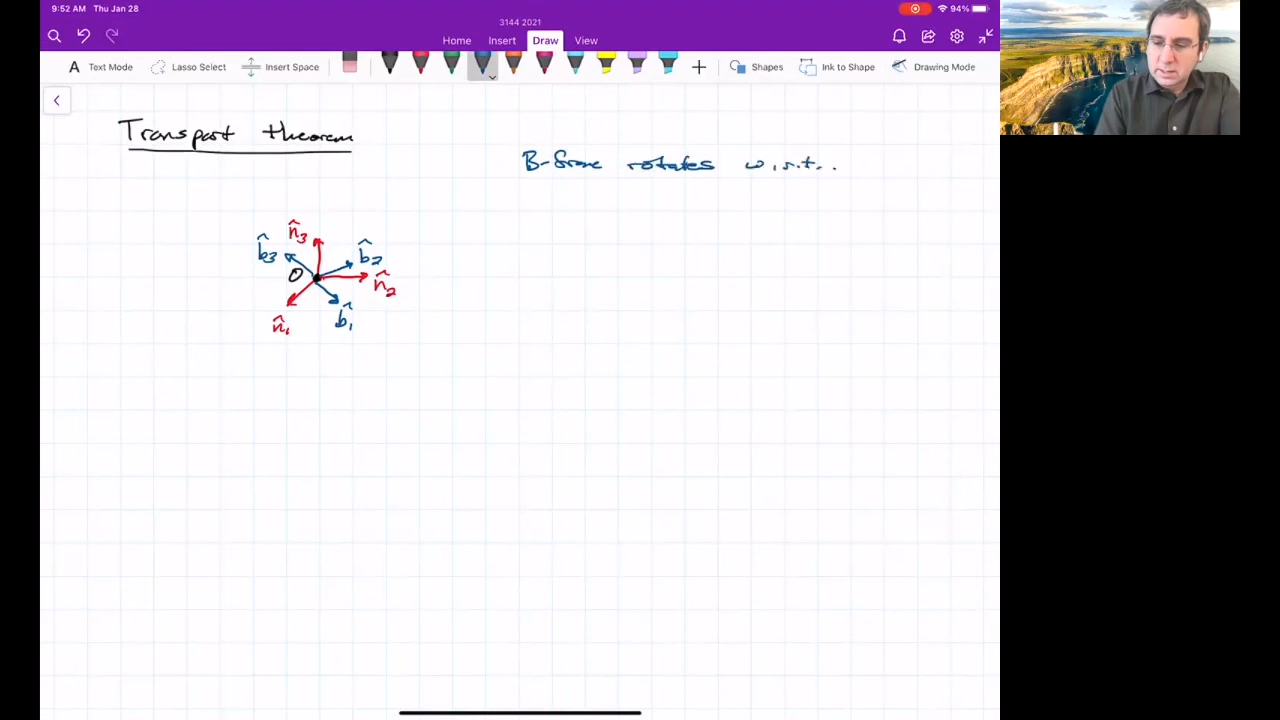 9:52 AM Thu Jan 28
94%
3144 2021
Home Insert Draw View
Text Mode Lasso Select Insert Space Shapes Ink to Shape Drawing Mode
Transport theorem
B-frame rotates w.r.t..
n̂3
b̂3 b̂2
O n̂2
n̂1 b̂1